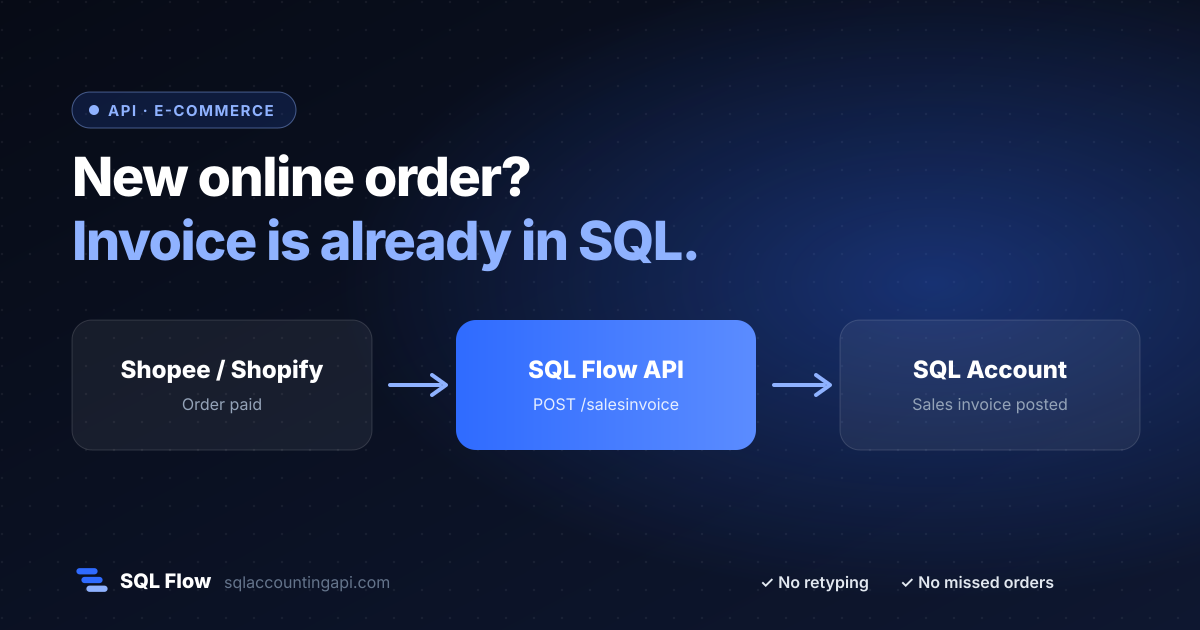 API · E-COMMERCE
New online order?
Invoice is already in SQL.
Shopee / Shopify
Order paid
SQL Flow API
POST /salesinvoice
SQL Account
Sales invoice posted
SQL Flow sqlaccountingapi.com
✓ No retyping ✓ No missed orders